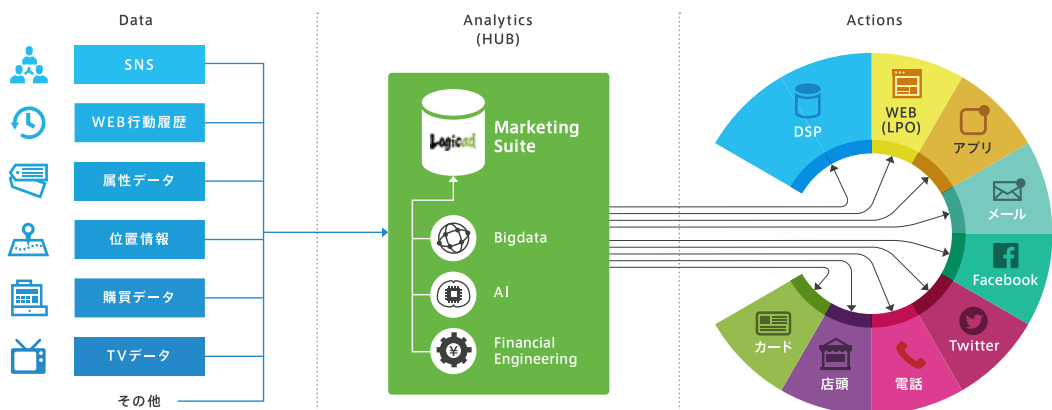 Data
SNS
WEB行動履歴
属性データ
位置情報
購買データ
TVデータ
その他
Analytics
(HUB)
Logicad
Marketing
Suite
Bigdata
AI
Financial
Engineering
¥
Actions
DSP
WEB
(LPO)
アプリ
メール
Facebook
Twitter
電話
店頭
カード